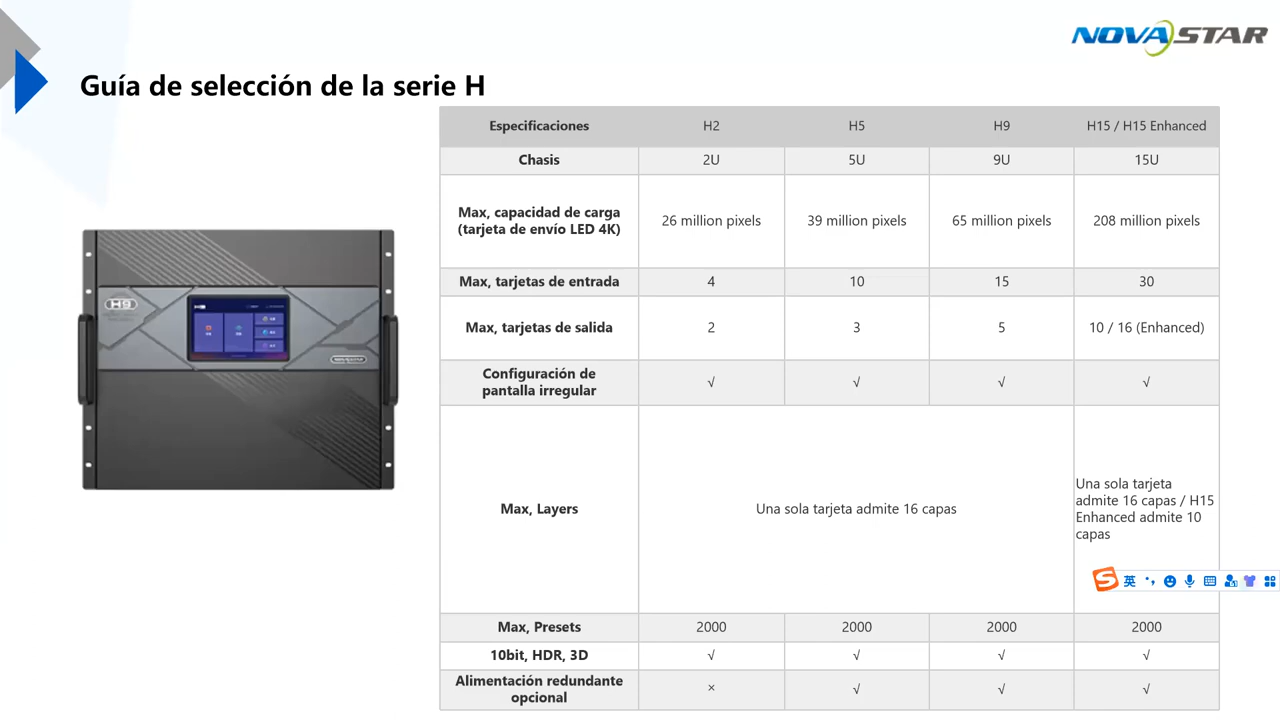 NOVASTAR
Guía de selección de la serie H
Especificaciones H2 H5 H9 H15 / H15 Enhanced
Chasis 2U 5U 9U 15U
Max, capacidad de carga
(tarjeta de envío LED 4K) 26 million pixels 39 million pixels 65 million pixels 208 million pixels
Max, tarjetas de entrada 4 10 15 30
Max, tarjetas de salida 2 3 5 10 / 16 (Enhanced)
Configuración de
pantalla irregular √ √ √ √
Max, Layers Una sola tarjeta admite 16 capas
Una sola tarjeta
admite 16 capas / H15
Enhanced admite 10
capas
Max, Presets 2000 2000 2000 2000
10bit, HDR, 3D √ √ √ √
Alimentación redundante
opcional × √ √ √
H9
NOVASTAR
S 英